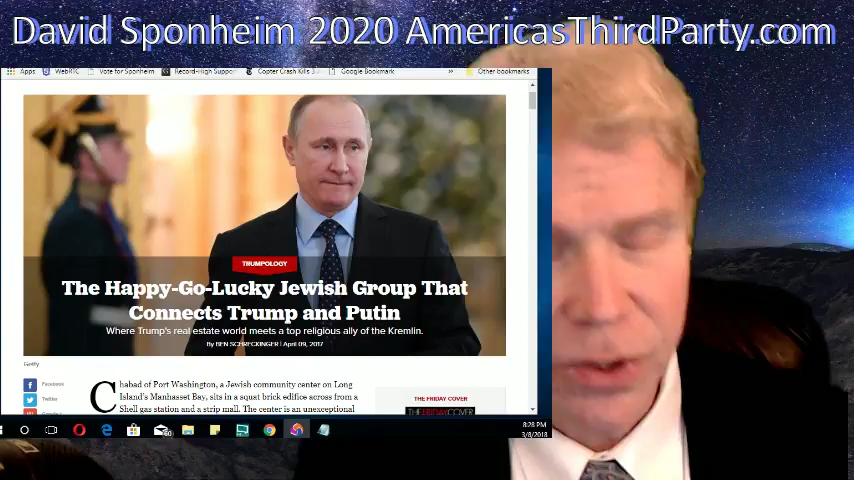 David Sponheim 2020 AmericasThirdParty.com
Apps WebRTC Vote for Sponheim Record-High Suppor Copter Crash Kills 3 Google Bookmark » Other bookmarks
TRUMPOLOGY
The Happy-Go-Lucky Jewish Group That
Connects Trump and Putin
Where Trump's real estate world meets a top religious ally of the Kremlin.
By BEN SCHRECKINGER | April 09, 2017
Getty
Facebook
Twitter
Chabad of Port Washington, a Jewish community center on Long
Island's Manhasset Bay, sits in a squat brick edifice across from a
Shell gas station and a strip mall. The center is an unexceptional
THE FRIDAY COVER
THE FRIDAY COVER
8:28 PM
3/8/2018